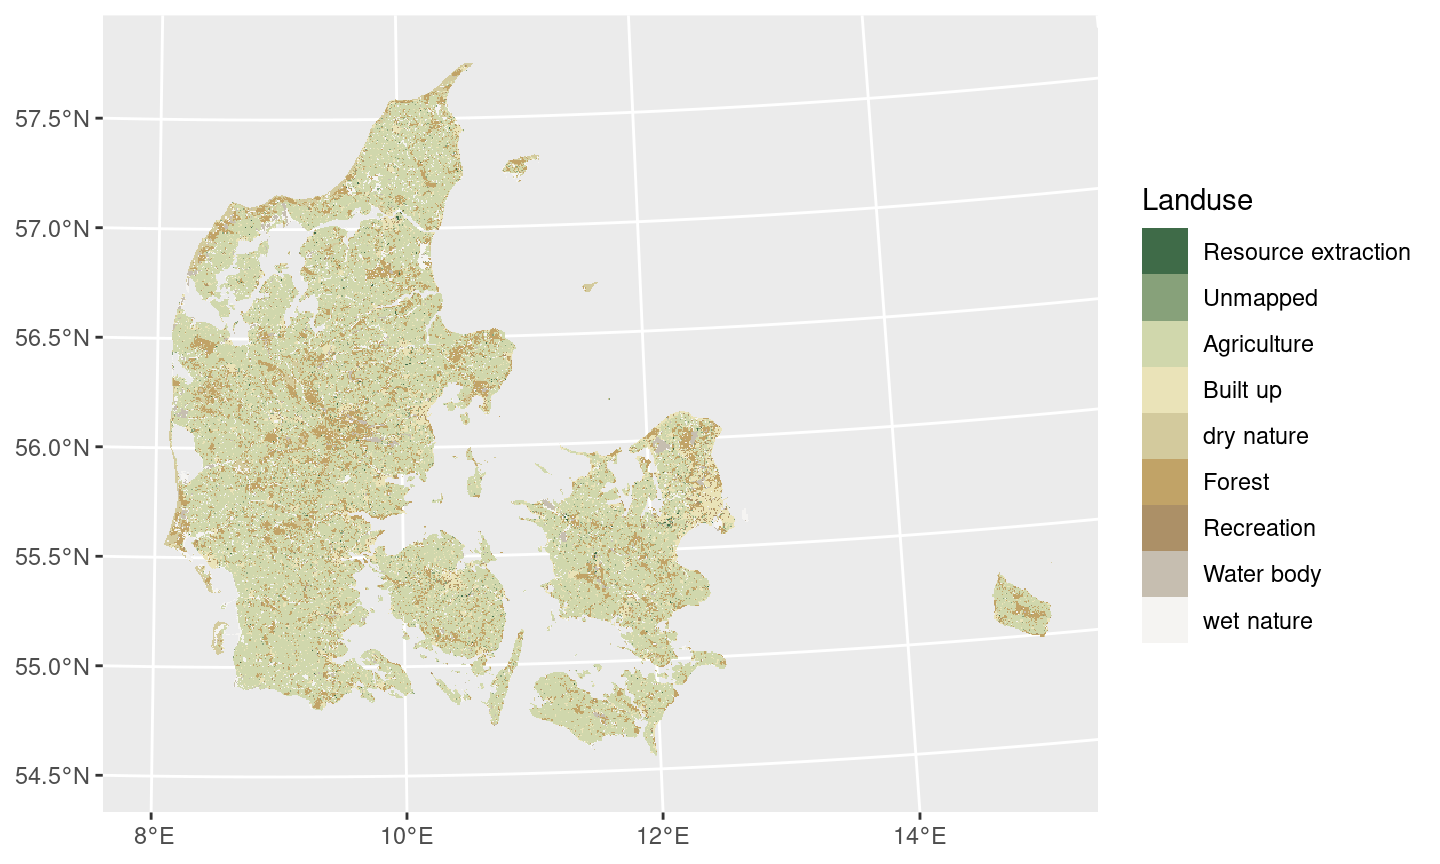 57.5°N
57.0°N
56.5°N
56.0°N
55.5°N
55.0°N
54.5°N
8°E
10°E
12°E
14°E
Landuse
Resource extraction
Unmapped
Agriculture
Built up
dry nature
Forest
Recreation
Water body
wet nature